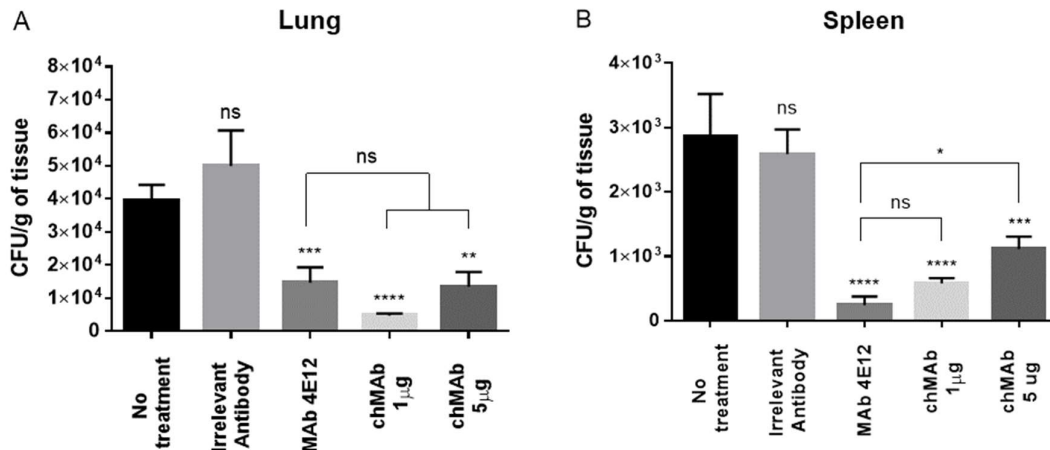 A
Lung
CFU/g of tissue
8×10⁴
7×10⁴
6×10⁴
5×10⁴
4×10⁴
3×10⁴
2×10⁴
1×10⁴
0
ns
ns
***
****
**
No
treatment
Irrelevant
Antibody
MAb 4E12
chMAb
1μg
chMAb
5μg
B
Spleen
CFU/g of tissue
4×10³
3×10³
2×10³
1×10³
0
ns
*
ns
****
****
***
No
treatment
Irrelevant
Antibody
MAb 4E12
chMAb
1μg
chMAb
5 ug